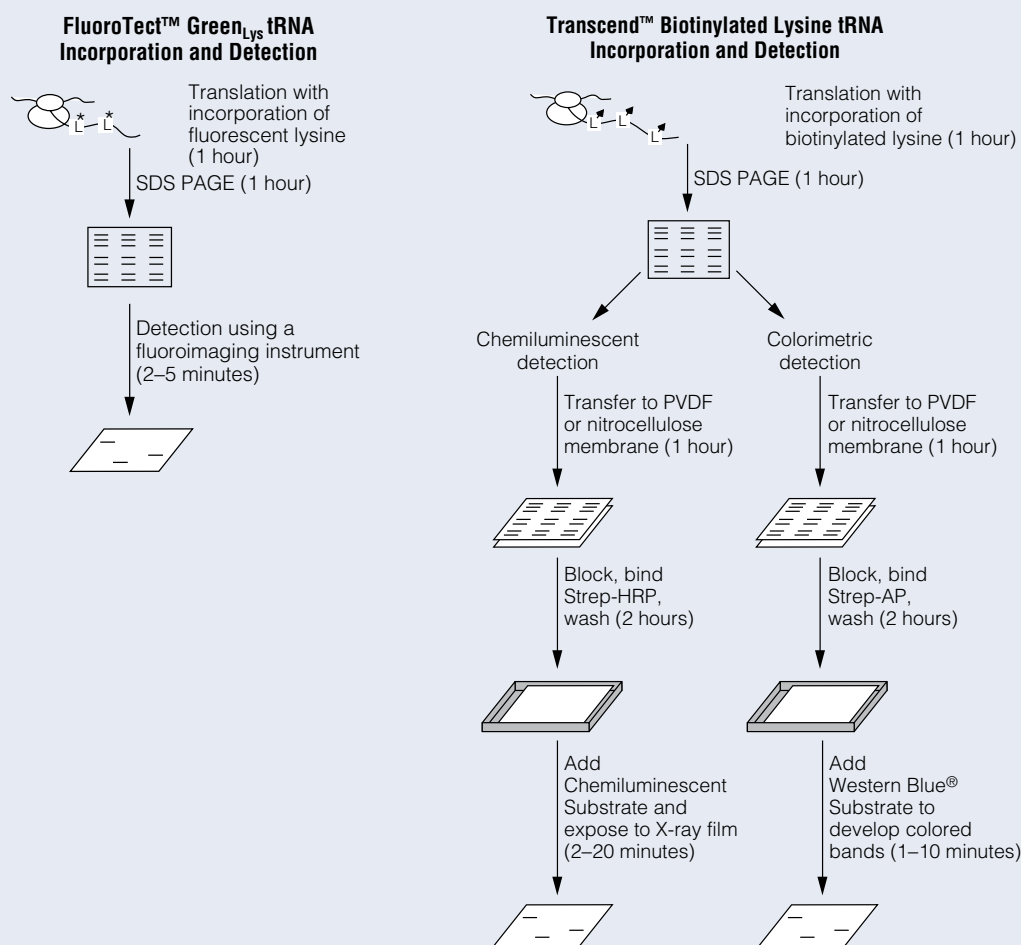 FluoroTect™ GreenLys tRNA
Incorporation and Detection
Translation with
incorporation of
fluorescent lysine
(1 hour)
L* L*
SDS PAGE (1 hour)
Detection using a
fluoroimaging instrument
(2–5 minutes)
Transcend™ Biotinylated Lysine tRNA
Incorporation and Detection
Translation with
incorporation of
biotinylated lysine (1 hour)
L L L
SDS PAGE (1 hour)
Chemiluminescent
detection
Transfer to PVDF
or nitrocellulose
membrane (1 hour)
Block, bind
Strep-HRP,
wash (2 hours)
Add
Chemiluminescent
Substrate and
expose to X-ray film
(2–20 minutes)
Colorimetric
detection
Transfer to PVDF
or nitrocellulose
membrane (1 hour)
Block, bind
Strep-AP,
wash (2 hours)
Add
Western Blue®
Substrate to
develop colored
bands (1–10 minutes)